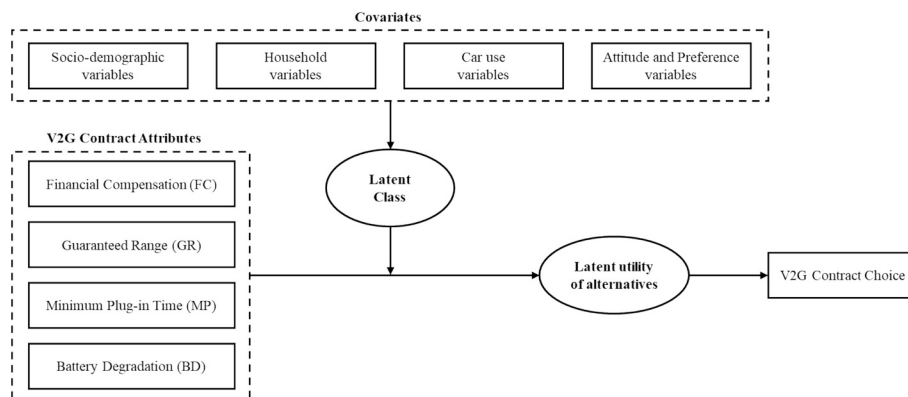 Covariates
Socio-demographic
variables
Household
variables
Car use
variables
Attitude and Preference
variables
V2G Contract Attributes
Financial Compensation (FC)
Guaranteed Range (GR)
Minimum Plug-in Time (MP)
Battery Degradation (BD)
Latent
Class
Latent utility
of alternatives
V2G Contract Choice